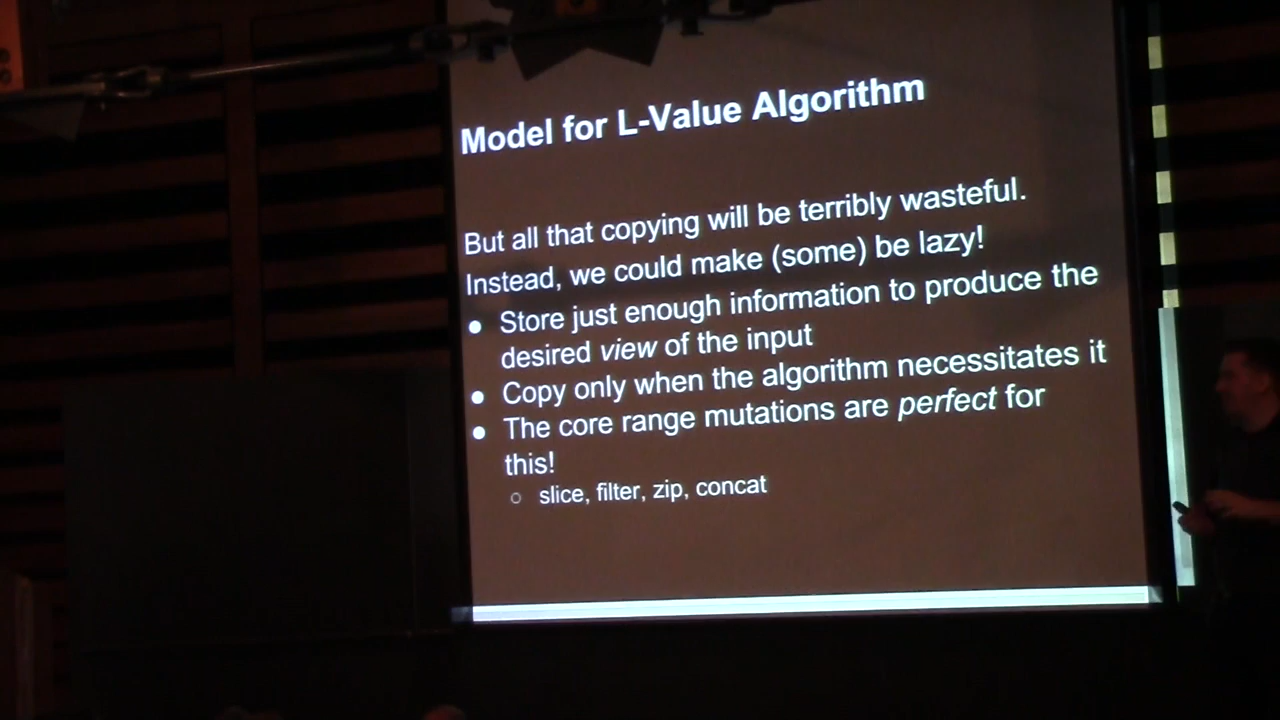 Model for L-Value Algorithm
But all that copying will be terribly wasteful.
Instead, we could make (some) be lazy!
● Store just enough information to produce the
desired view of the input
● Copy only when the algorithm necessitates it
● The core range mutations are perfect for
this!
○ slice, filter, zip, concat